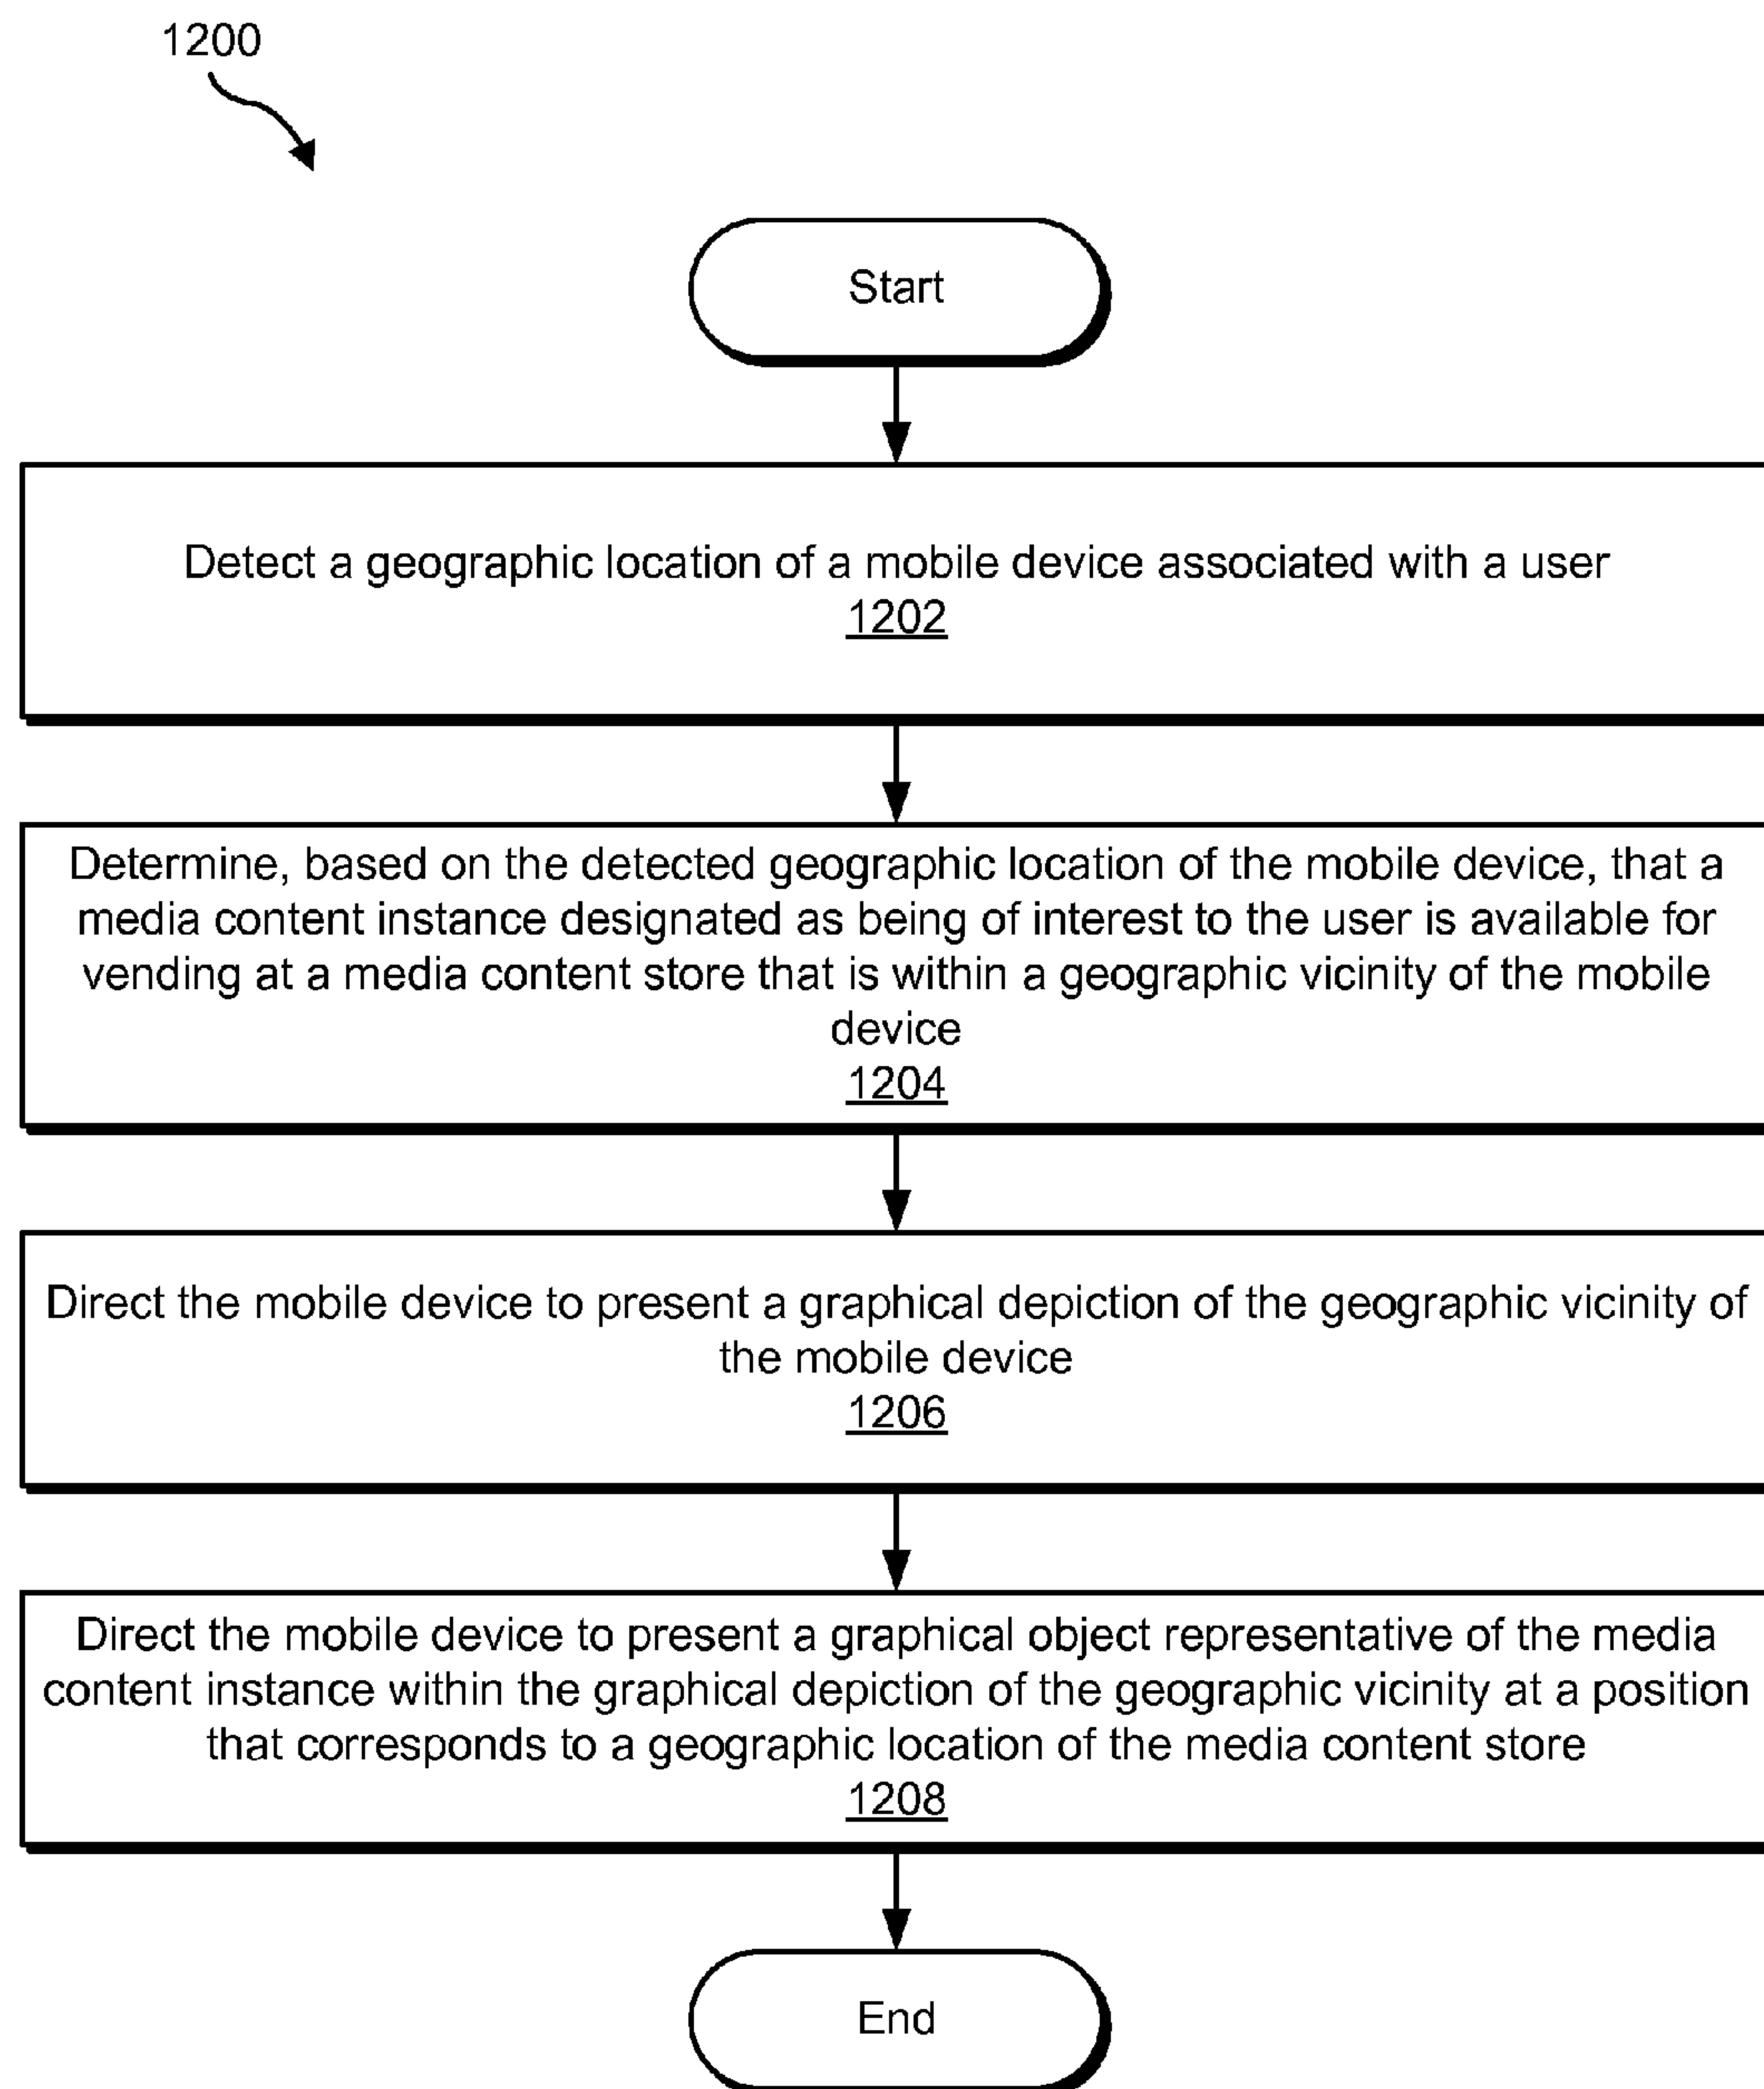 1200
Start
Detect a geographic location of a mobile device associated with a user
1202
Determine, based on the detected geographic location of the mobile device, that a
media content instance designated as being of interest to the user is available for
vending at a media content store that is within a geographic vicinity of the mobile
device
1204
Direct the mobile device to present a graphical depiction of the geographic vicinity of
the mobile device
1206
Direct the mobile device to present a graphical object representative of the media
content instance within the graphical depiction of the geographic vicinity at a position
that corresponds to a geographic location of the media content store
1208
End